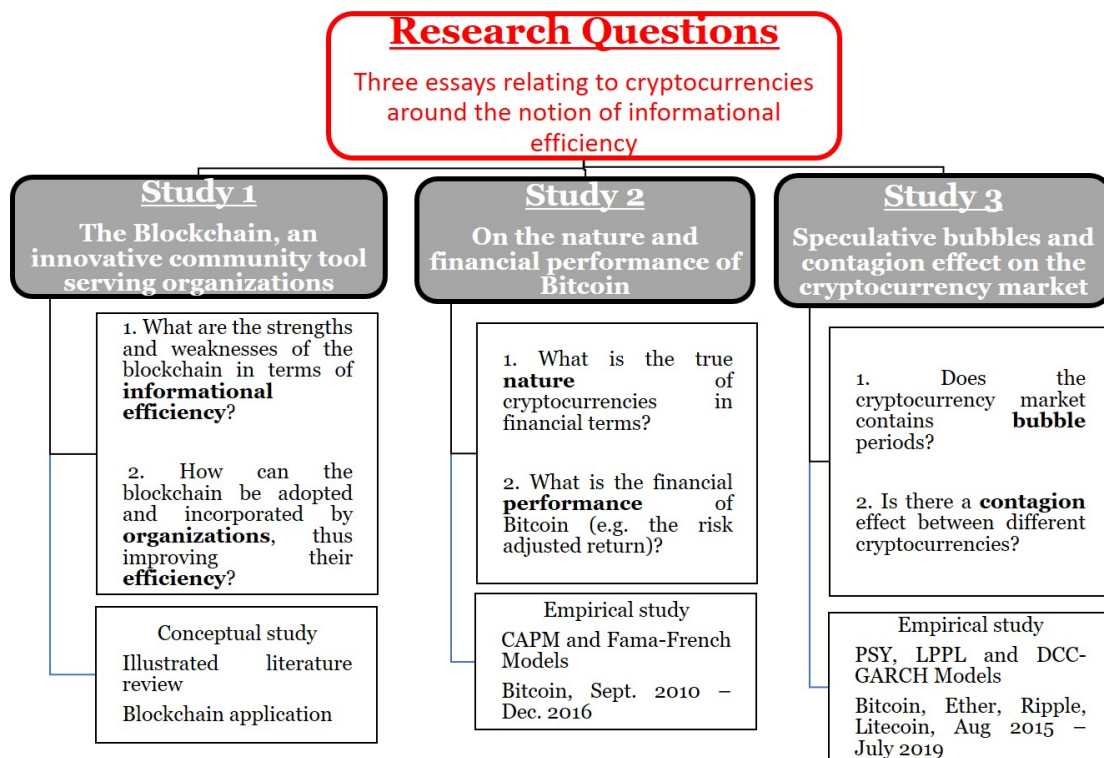 Research Questions
Three essays relating to cryptocurrencies
around the notion of informational
efficiency
Study 1
The Blockchain, an
innovative community tool
serving organizations
1. What are the strengths
and weaknesses of the
blockchain in terms of
informational
efficiency?
2. How can the
blockchain be adopted
and incorporated by
organizations, thus
improving their
efficiency?
Conceptual study
Illustrated literature
review
Blockchain application
Study 2
On the nature and
financial performance of
Bitcoin
1. What is the true
nature of
cryptocurrencies in
financial terms?
2. What is the financial
performance of
Bitcoin (e.g. the risk
adjusted return)?
Empirical study
CAPM and Fama-French
Models
Bitcoin, Sept. 2010 –
Dec. 2016
Study 3
Speculative bubbles and
contagion effect on the
cryptocurrency market
1. Does the
cryptocurrency market
contains bubble
periods?
2. Is there a contagion
effect between different
cryptocurrencies?
Empirical study
PSY, LPPL and DCC-
GARCH Models
Bitcoin, Ether, Ripple,
Litecoin, Aug 2015 –
July 2019